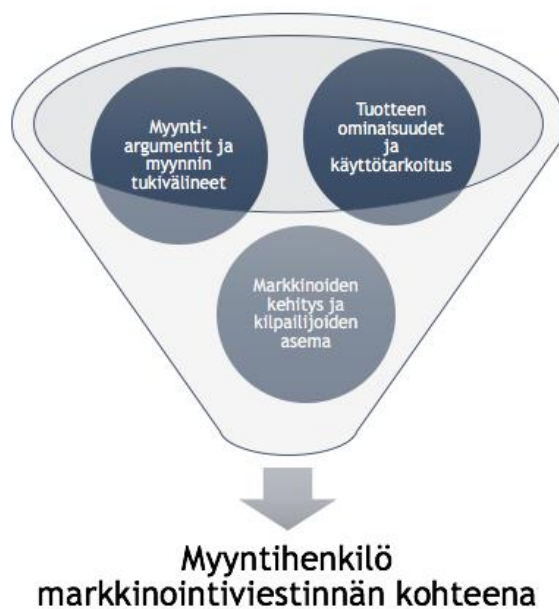 Myynti-
argumentit ja
myynnin
tukivälineet
Tuotteen
ominaisuudet
ja
käyttötarkoitus
Markkinoiden
kehitys ja
kilpailijoiden
asema
Myyntihenkilö
markkinointiviestinnän kohteena